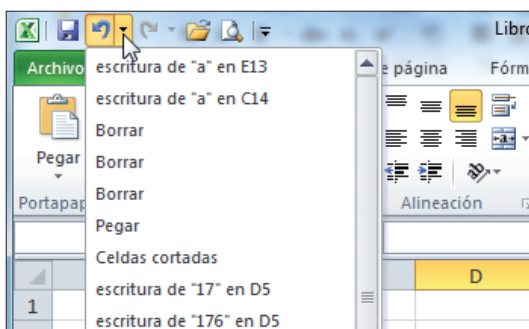 Libro
Archivo
e página Fórm
Pegar
Portapap
Alineación
escritura de "a" en E13
escritura de "a" en C14
Borrar
Borrar
Borrar
Pegar
Celdas cortadas
escritura de "17" en D5
escritura de "176" en D5
D
1